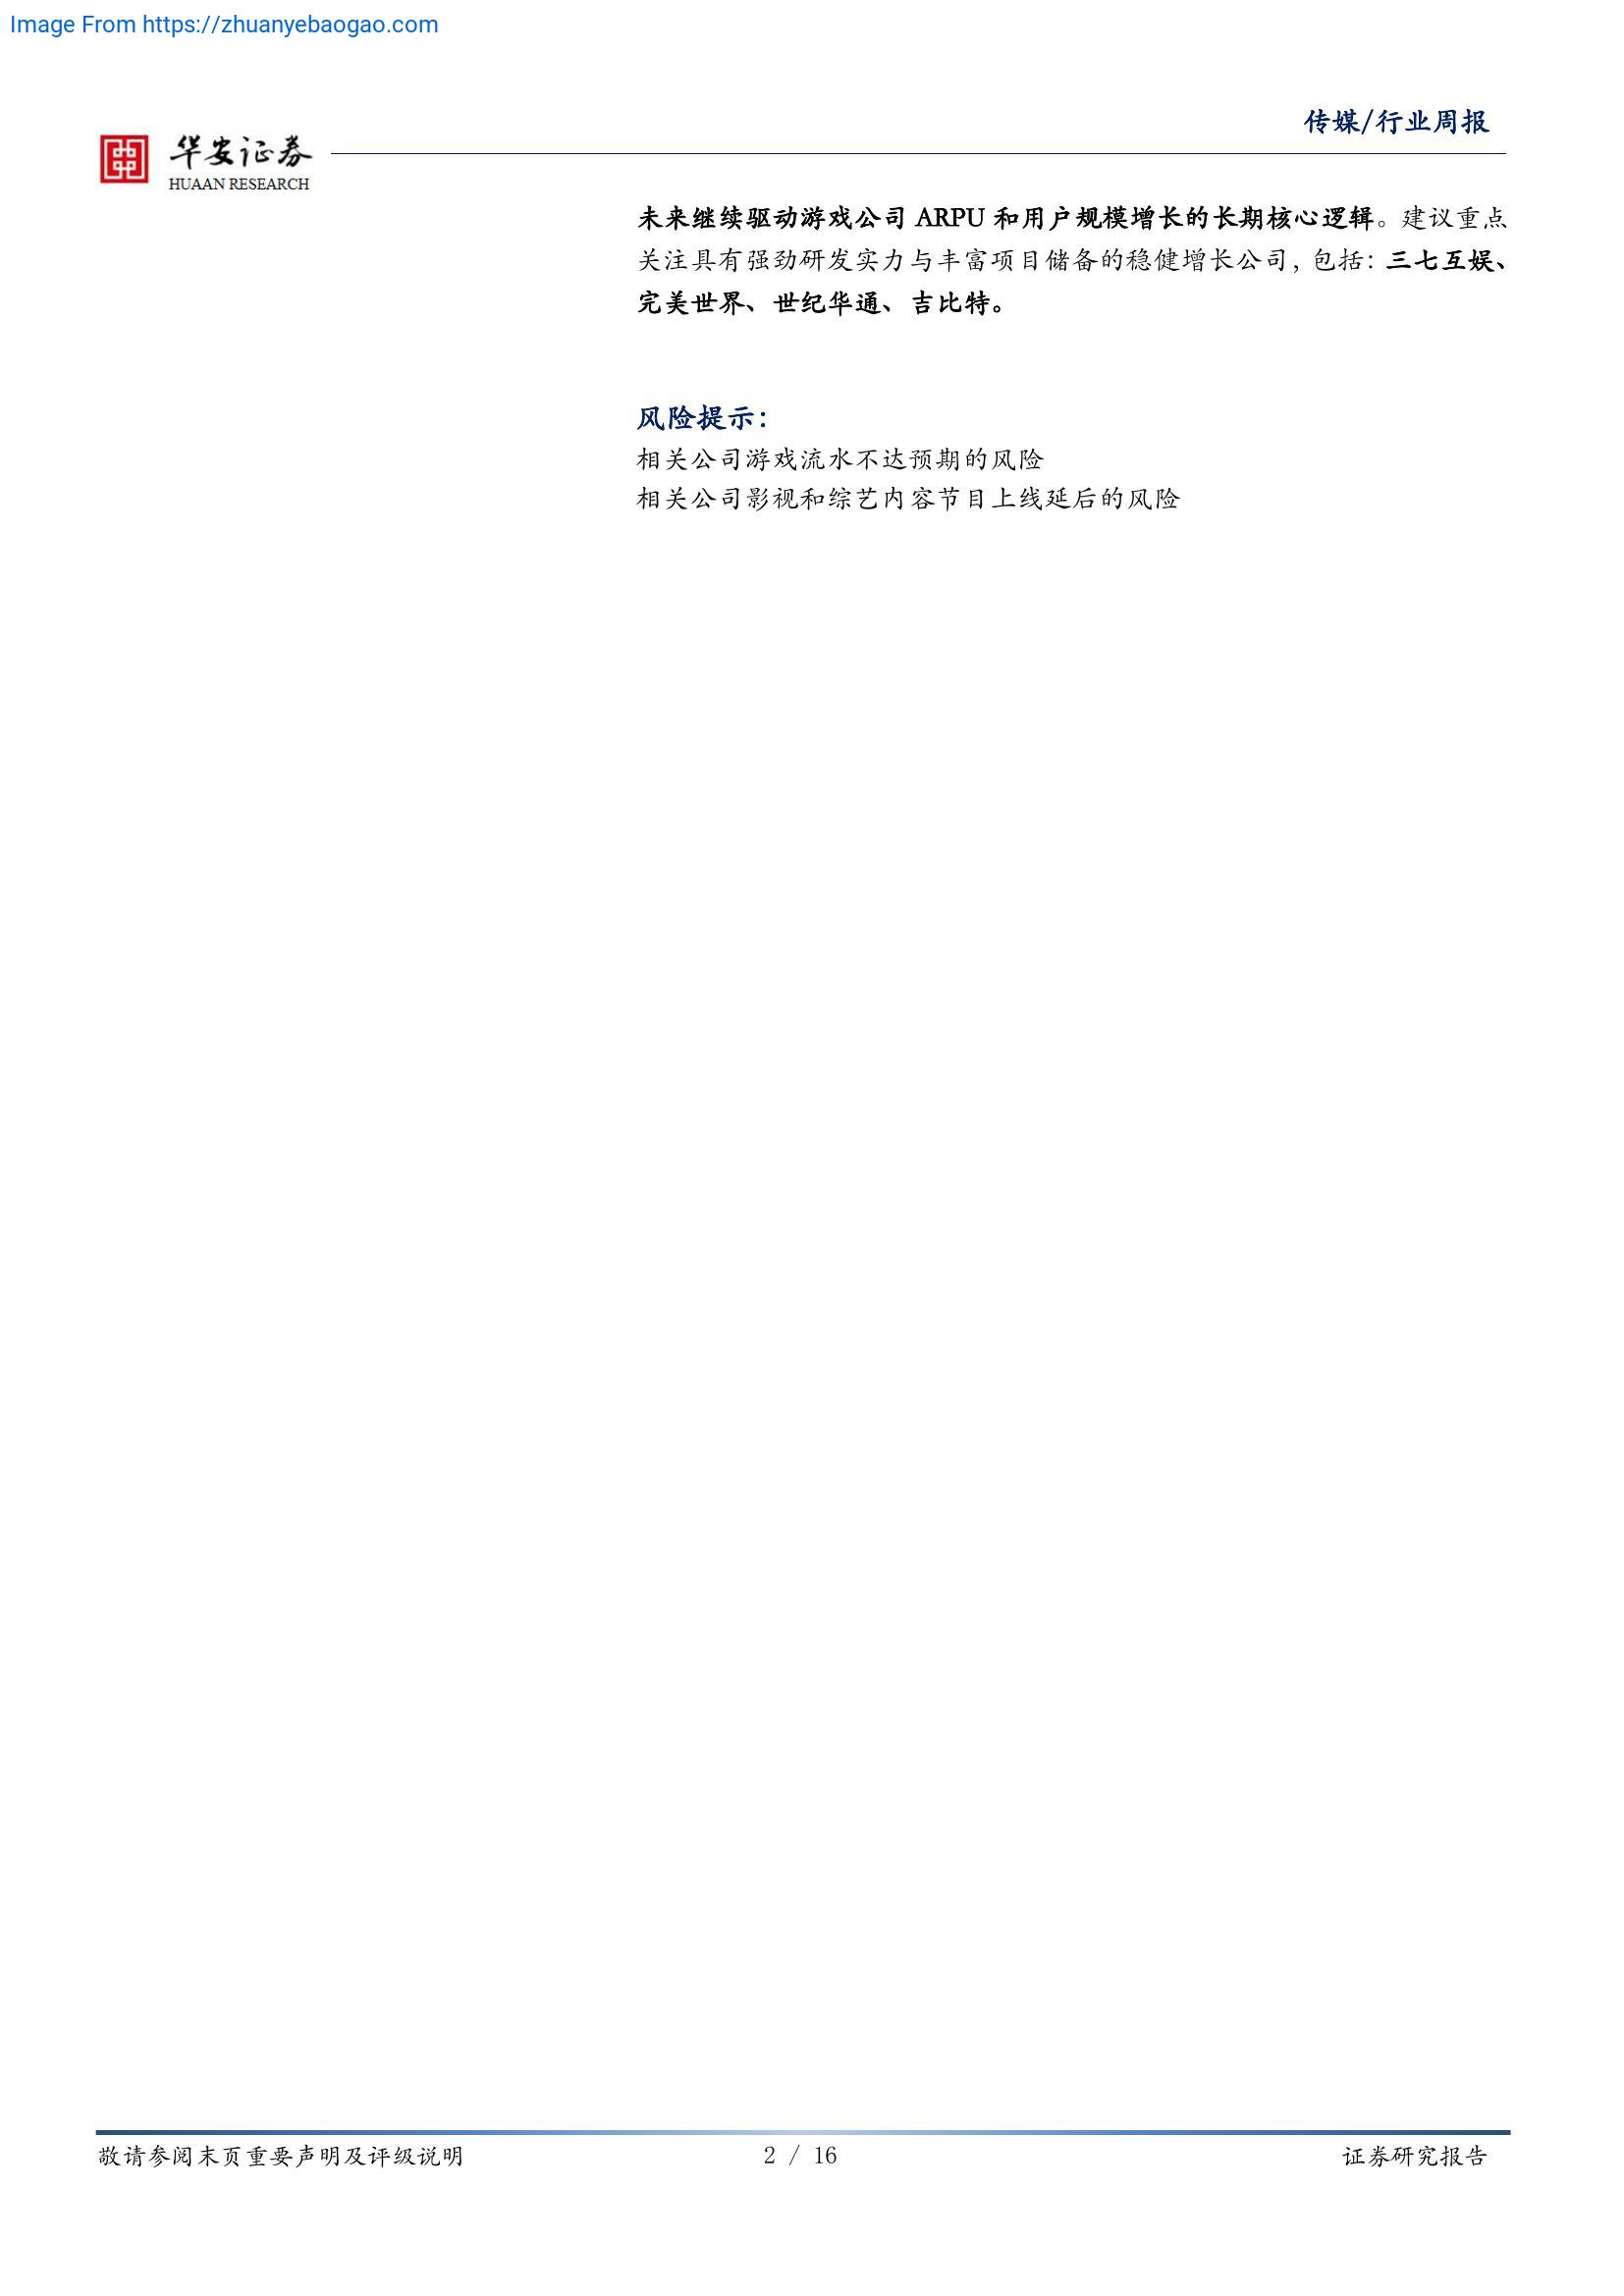 Image From https://zhuanyebaogao.com
传媒/行业周报
华安证券
HUAAN RESEARCH
未来继续驱动游戏公司 ARPU 和用户规模增长的长期核心逻辑。建议重点
关注具有强劲研发实力与丰富项目储备的稳健增长公司，包括：三七互娱、
完美世界、世纪华通、吉比特。
风险提示：
相关公司游戏流水不达预期的风险
相关公司影视和综艺内容节目上线延后的风险
敬请参阅末页重要声明及评级说明
2 / 16
证券研究报告